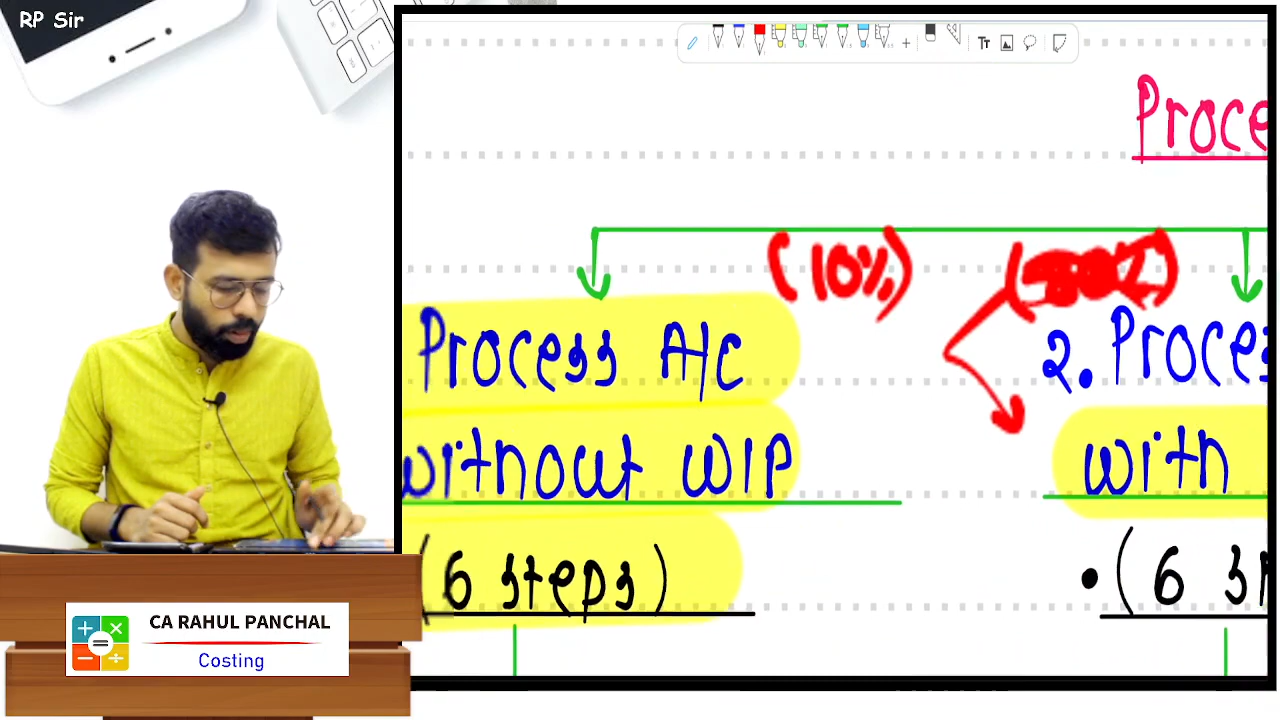 RP Sir
Proce
(10%)
Process A/c
without WIP
(6 steps)
2. Proces
with
(6 s
CA RAHUL PANCHAL
Costing